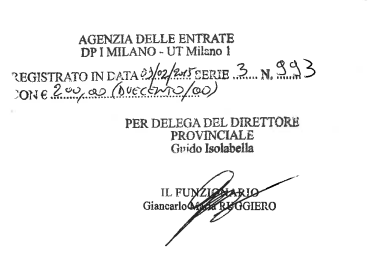 AGENZIA DELLE ENTRATE
DP I MILANO - UT Milano 1
REGISTRATO IN DATA 03/02/2015 SERIE 3 N. 993
CON € 200,00 (DUECENTO/00)
PER DELEGA DEL DIRETTORE
PROVINCIALE
Guido Isolabella
IL FUNZIONARIO
Giancarlo Maria RUGGIERO